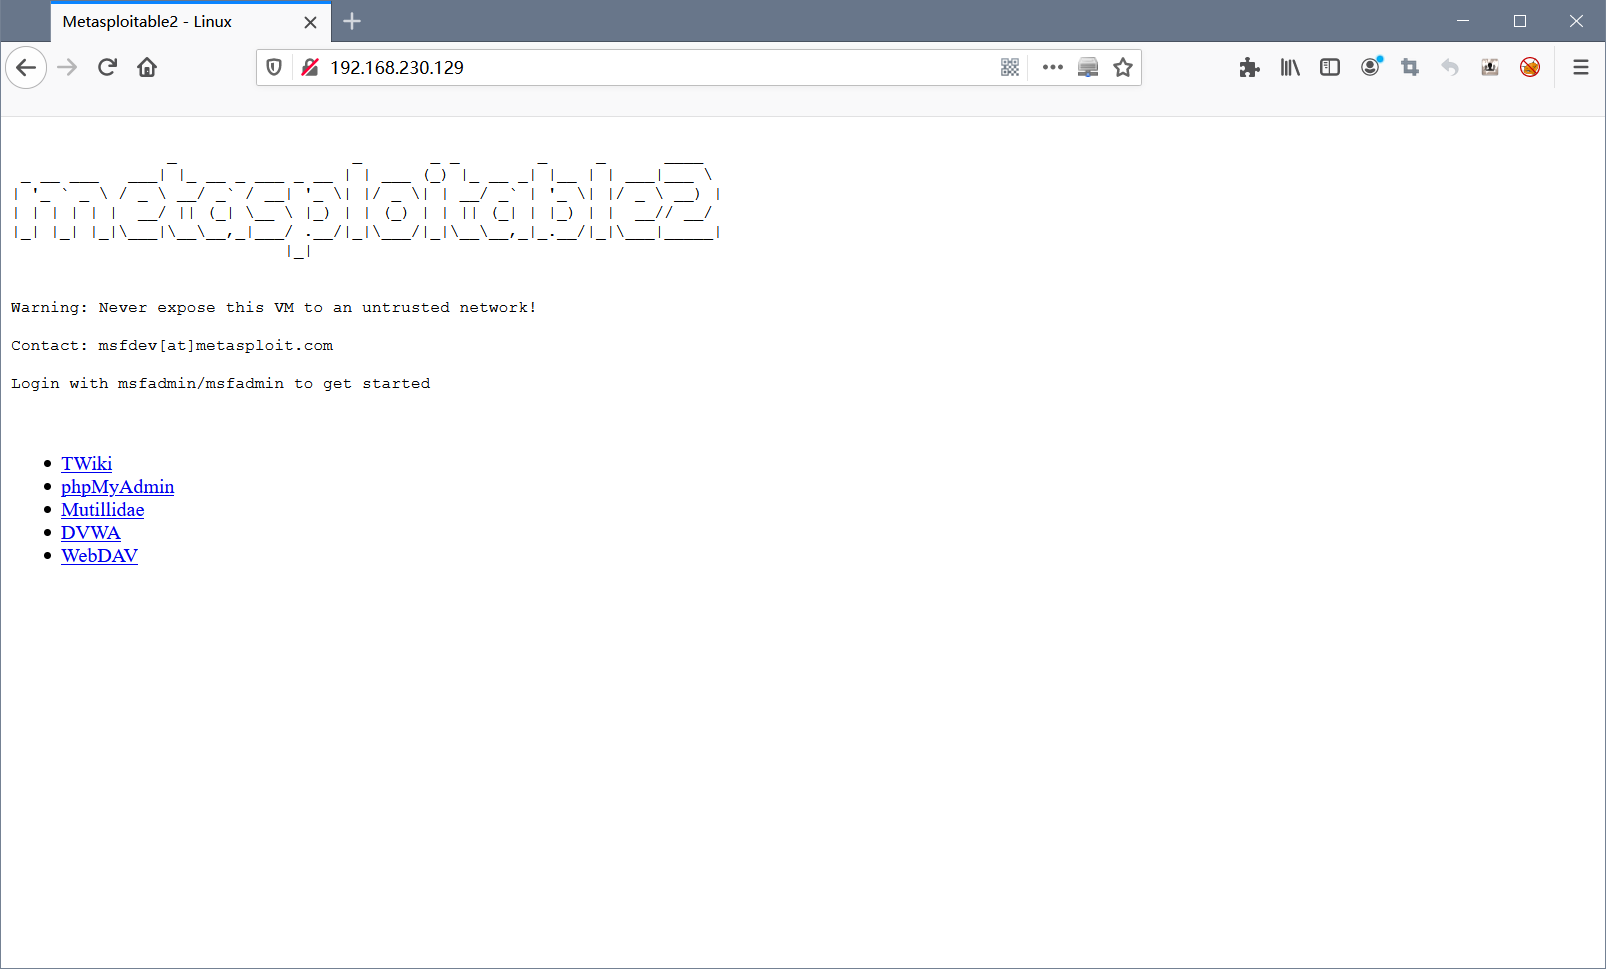 Metasploitable2 - Linux
192.168.230.129
                _                  _       _ _        _     _      ____  
 _ __ ___   ___| |_ __ _ ___ _ __ | | ___ (_) |_ __ _| |__ | | ___|___ \ 
| '_ ` _ \ / _ \ __/ _` / __| '_ \| |/ _ \| | __/ _` | '_ \| |/ _ \ __) |
| | | | | |  __/ || (_| \__ \ |_) | | (_) | | || (_| | |_) | |  __// __/ 
|_| |_| |_|\___|\__\__,_|___/ .__/|_|\___/|_|\__\__,_|_.__/|_|\___|_____|
                            |_|                                          
Warning: Never expose this VM to an untrusted network!
Contact: msfdev[at]metasploit.com
Login with msfadmin/msfadmin to get started
TWiki
phpMyAdmin
Mutillidae
DVWA
WebDAV